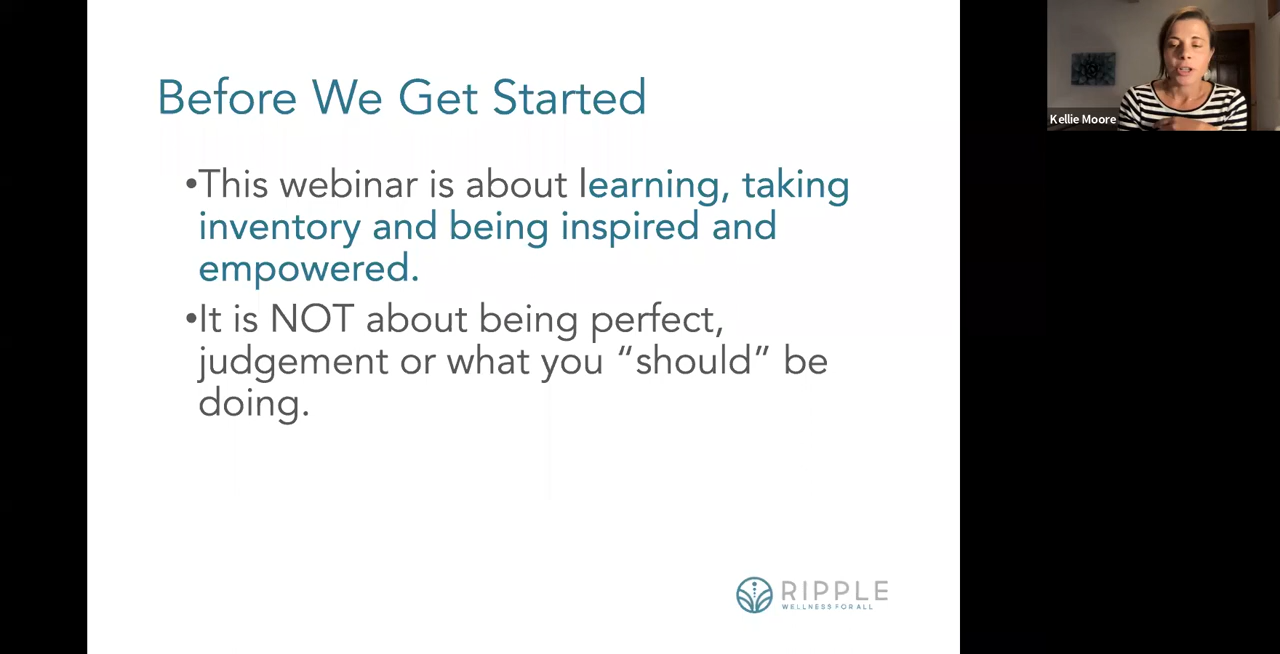 Before We Get Started
•This webinar is about learning, taking
inventory and being inspired and
empowered.
•It is NOT about being perfect,
judgement or what you “should” be
doing.
RIPPLE
WELLNESS FOR ALL
Kellie Moore